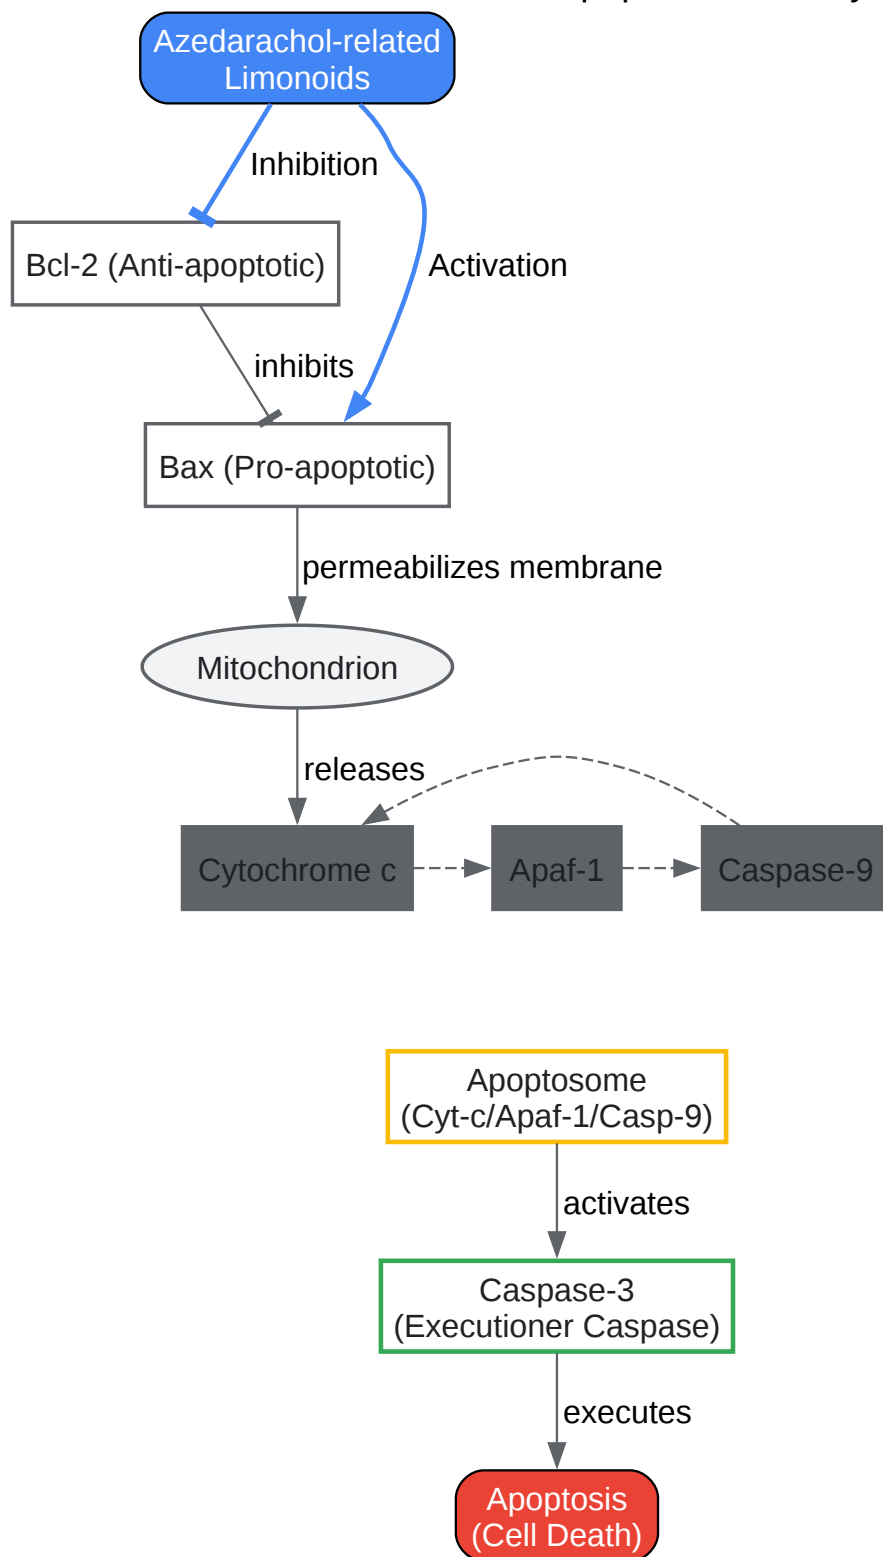 Azedarachol-related
Limonoids
Inhibition
Bcl-2 (Anti-apoptotic)
Activation
inhibits
Bax (Pro-apoptotic)
permeabilizes membrane
Mitochondrion
releases
Cytochrome c
Apaf-1
Caspase-9
Apoptosome
(Cyt-c/Apaf-1/Casp-9)
activates
Caspase-3
(Executioner Caspase)
executes
Apoptosis
(Cell Death)